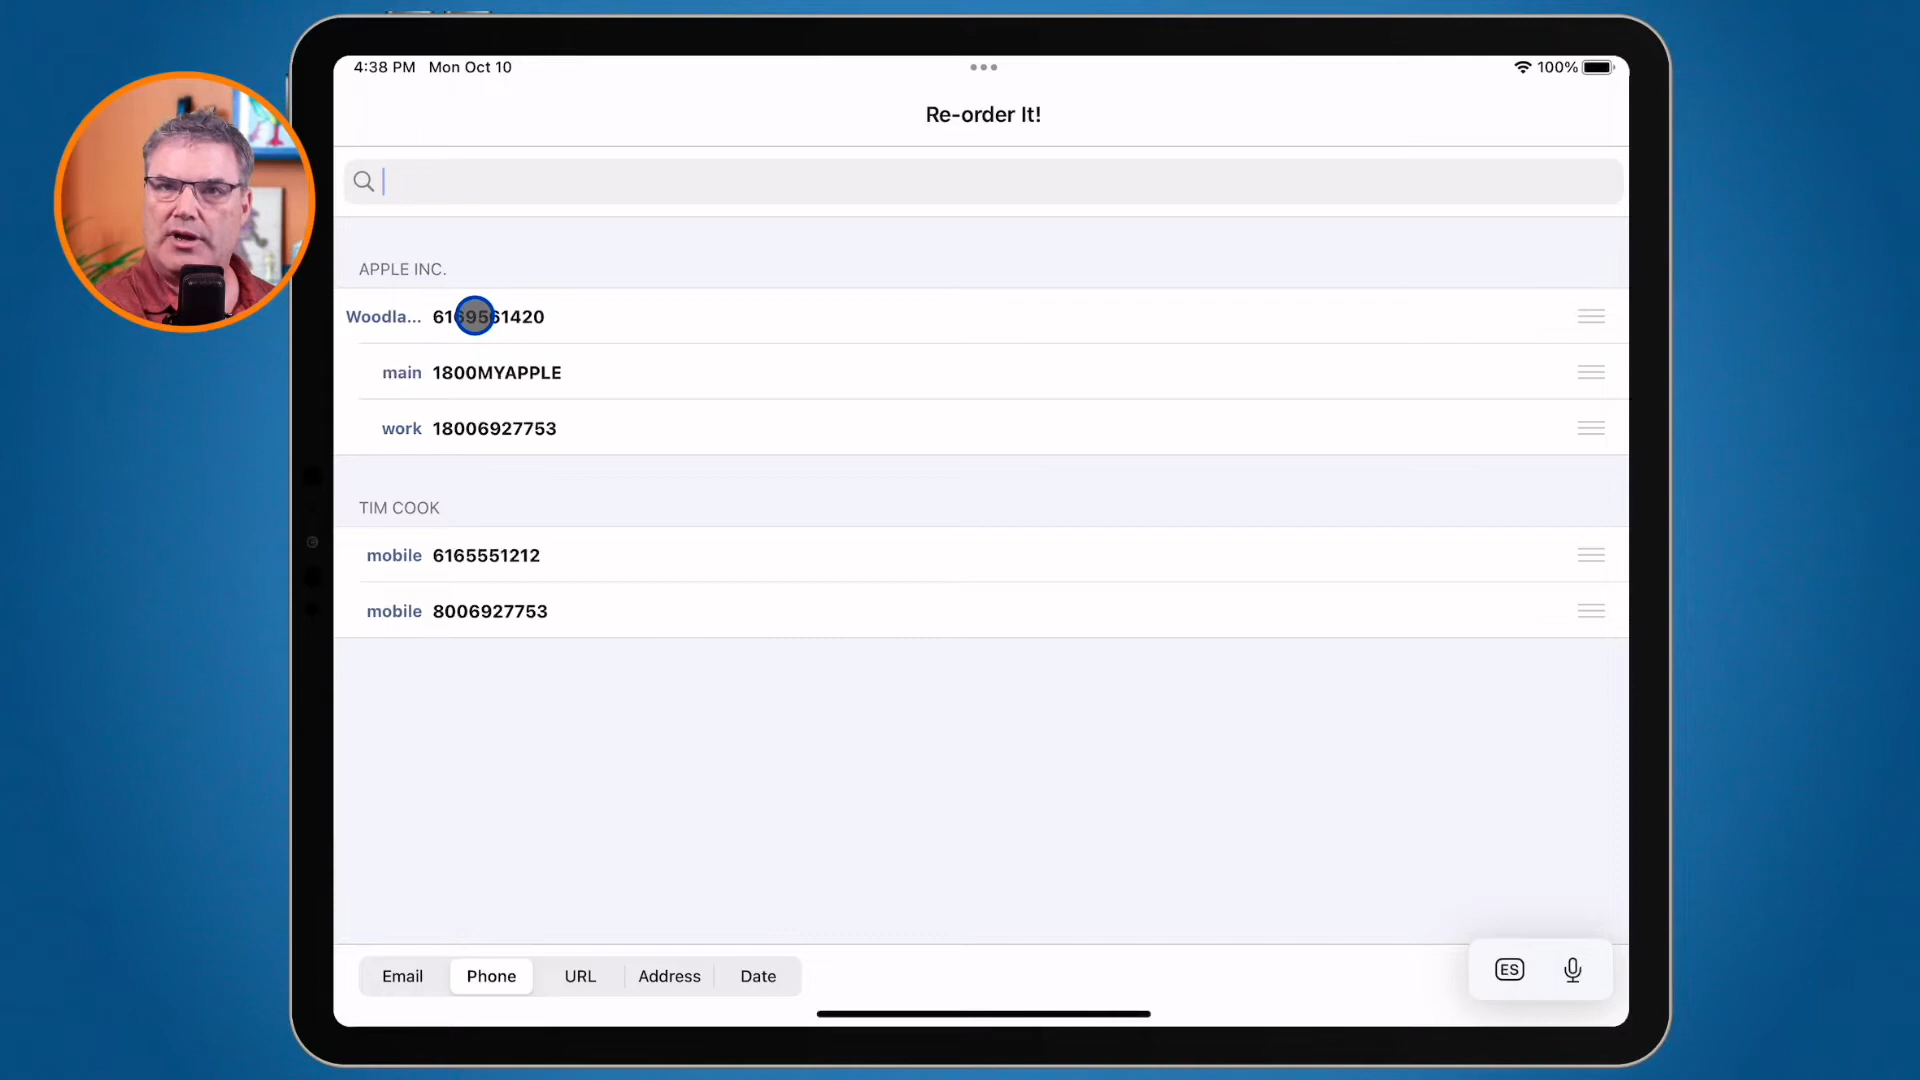 4:38 PM Mon Oct 10
100%
Re-order It!
APPLE INC.
Woodla... 6169561420
main 1800MYAPPLE
work 18006927753
TIM COOK
mobile 6165551212
mobile 8006927753
Email Phone URL Address Date
ES